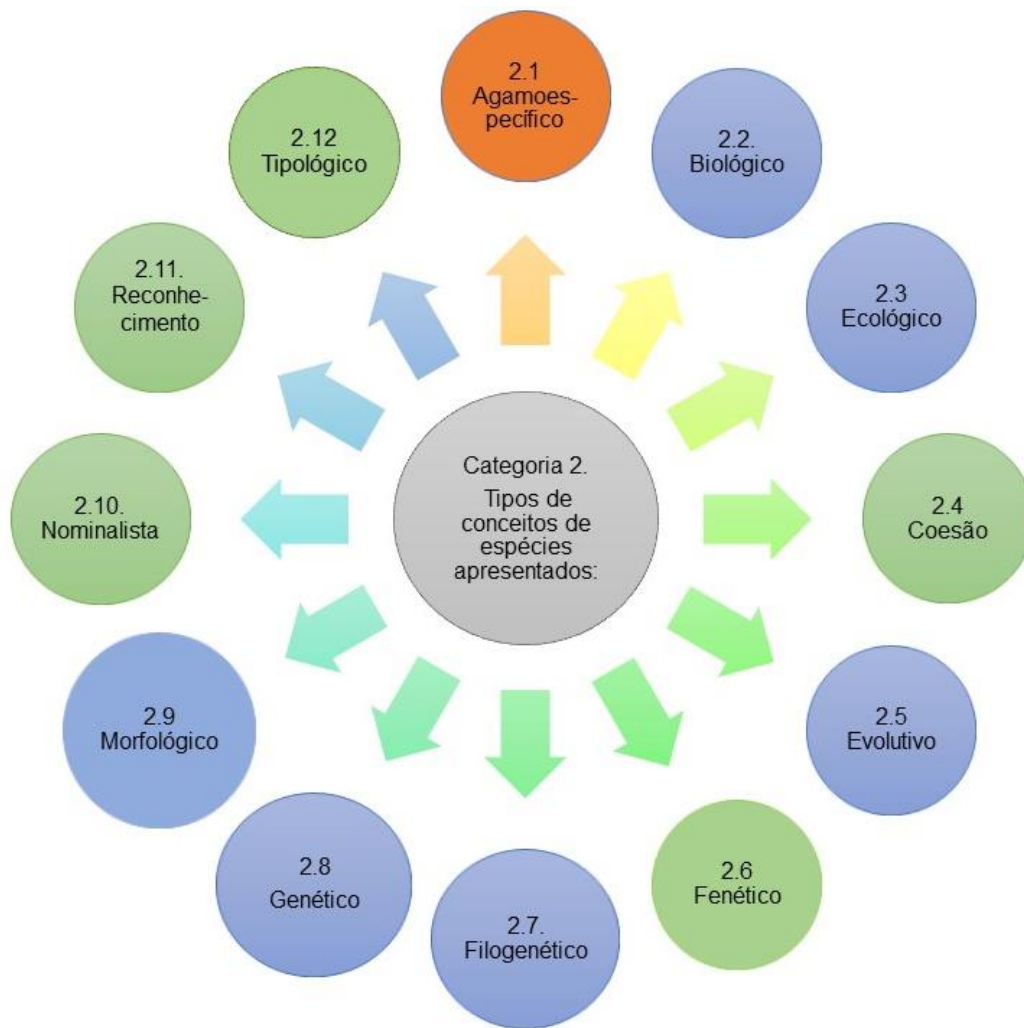 2.1
Agamoes-
pecífico
2.2.
Biológico
2.3
Ecológico
2.4
Coesão
2.5
Evolutivo
2.6
Fenético
2.7.
Filogenético
2.8
Genético
2.9
Morfológico
2.10.
Nominalista
2.11.
Reconhe-
cimento
2.12
Tipológico
Categoria 2.
Tipos de
conceitos de
espécies
apresentados: